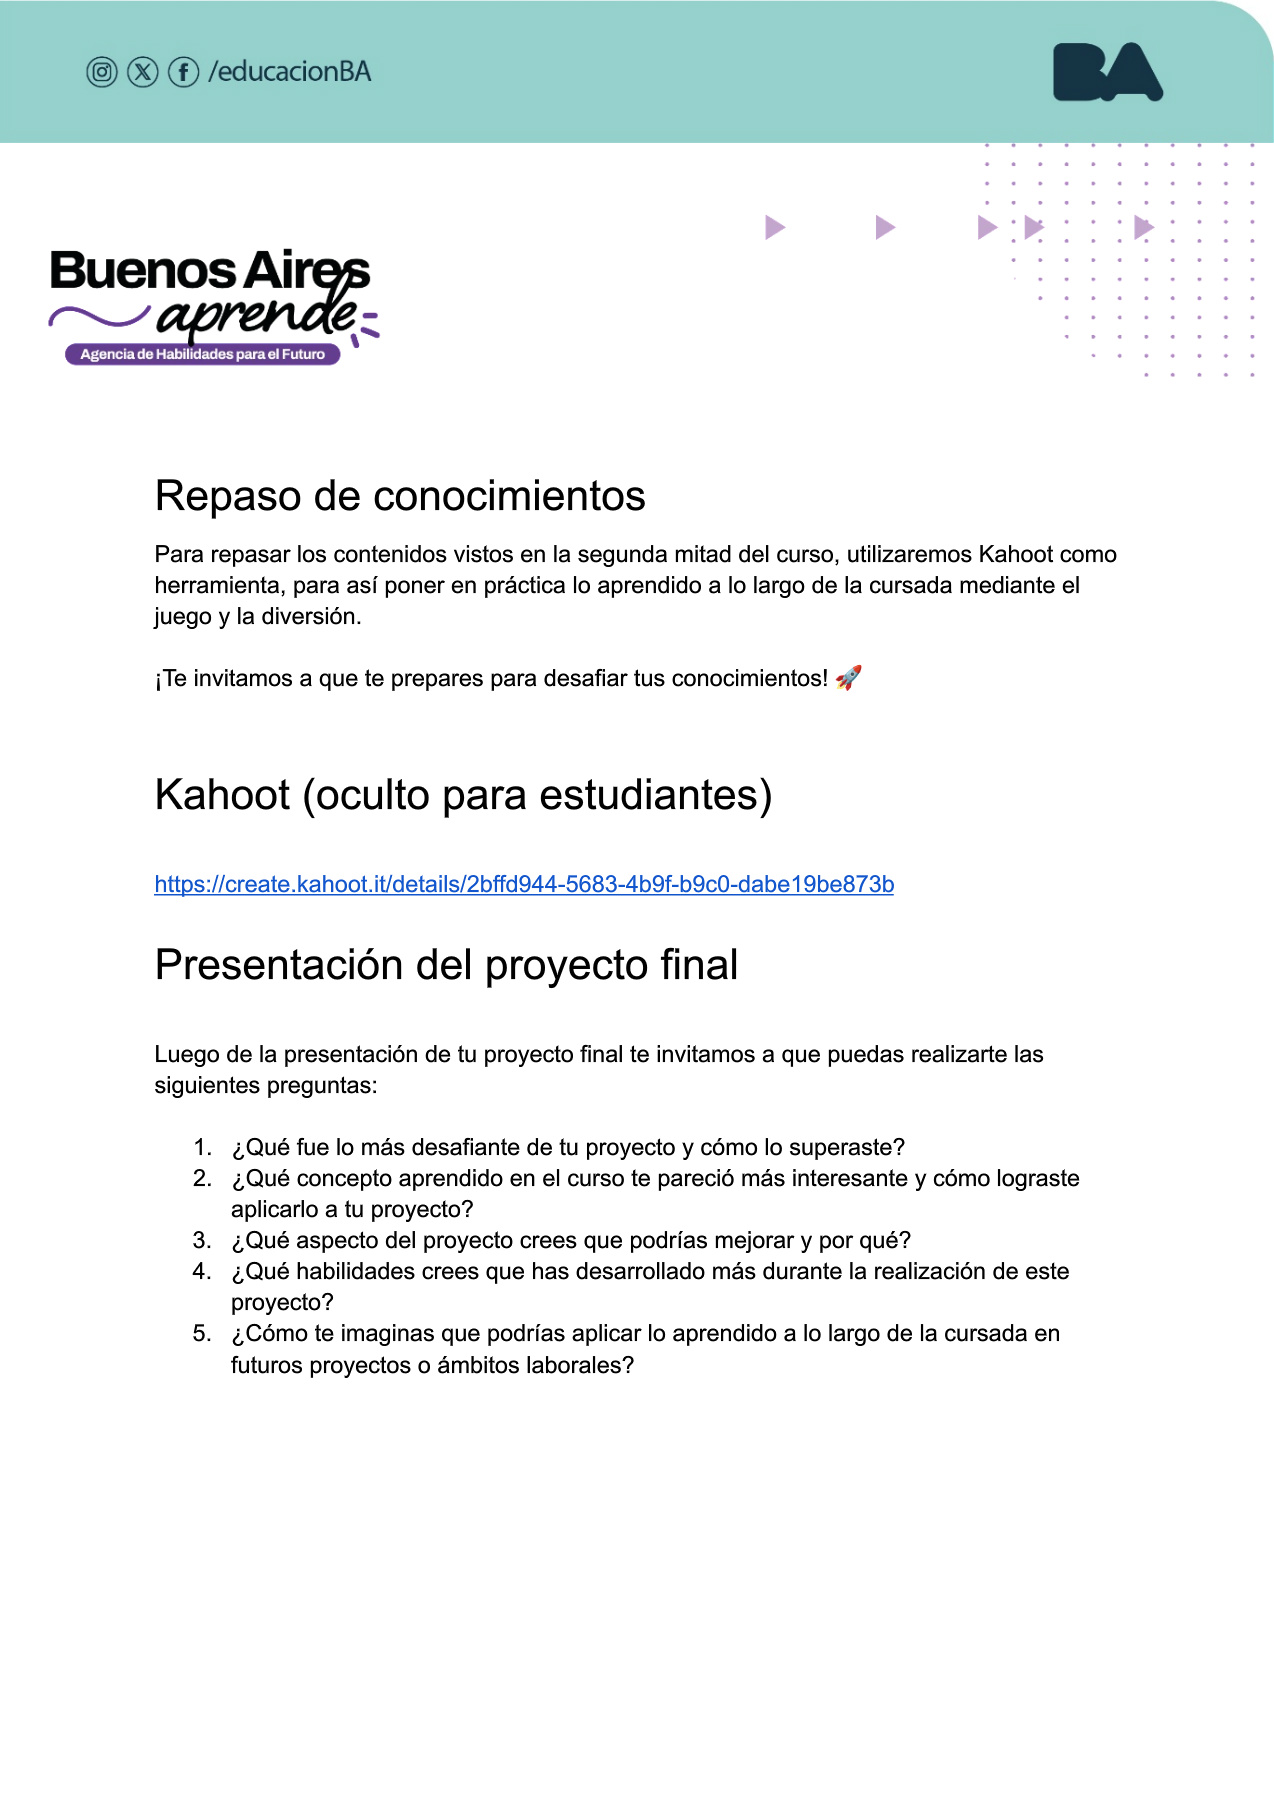 /educacionBA
BA
Buenos Aires
aprende
Agencia de Habilidades para el Futuro
Repaso de conocimientos
Para repasar los contenidos vistos en la segunda mitad del curso, utilizaremos Kahoot como
herramienta, para así poner en práctica lo aprendido a lo largo de la cursada mediante el
juego y la diversión.
¡Te invitamos a que te prepares para desafiar tus conocimientos! 🚀
Kahoot (oculto para estudiantes)
https://create.kahoot.it/details/2bffd944-5683-4b9f-b9c0-dabe19be873b
Presentación del proyecto final
Luego de la presentación de tu proyecto final te invitamos a que puedas realizarte las
siguientes preguntas:
1. ¿Qué fue lo más desafiante de tu proyecto y cómo lo superaste?
2. ¿Qué concepto aprendido en el curso te pareció más interesante y cómo lograste
aplicarlo a tu proyecto?
3. ¿Qué aspecto del proyecto crees que podrías mejorar y por qué?
4. ¿Qué habilidades crees que has desarrollado más durante la realización de este
proyecto?
5. ¿Cómo te imaginas que podrías aplicar lo aprendido a lo largo de la cursada en
futuros proyectos o ámbitos laborales?